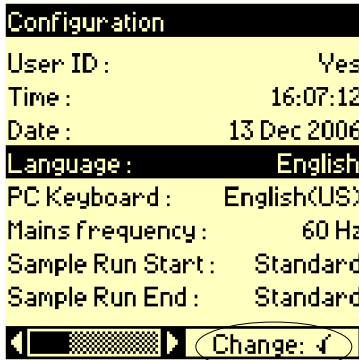 Configuration
User ID : Yes
Time : 16:07:12
Date : 13 Dec 2006
Language : English
PC Keyboard : English(US)
Mains frequency : 60 Hz
Sample Run Start : Standard
Sample Run End : Standard
Change: √